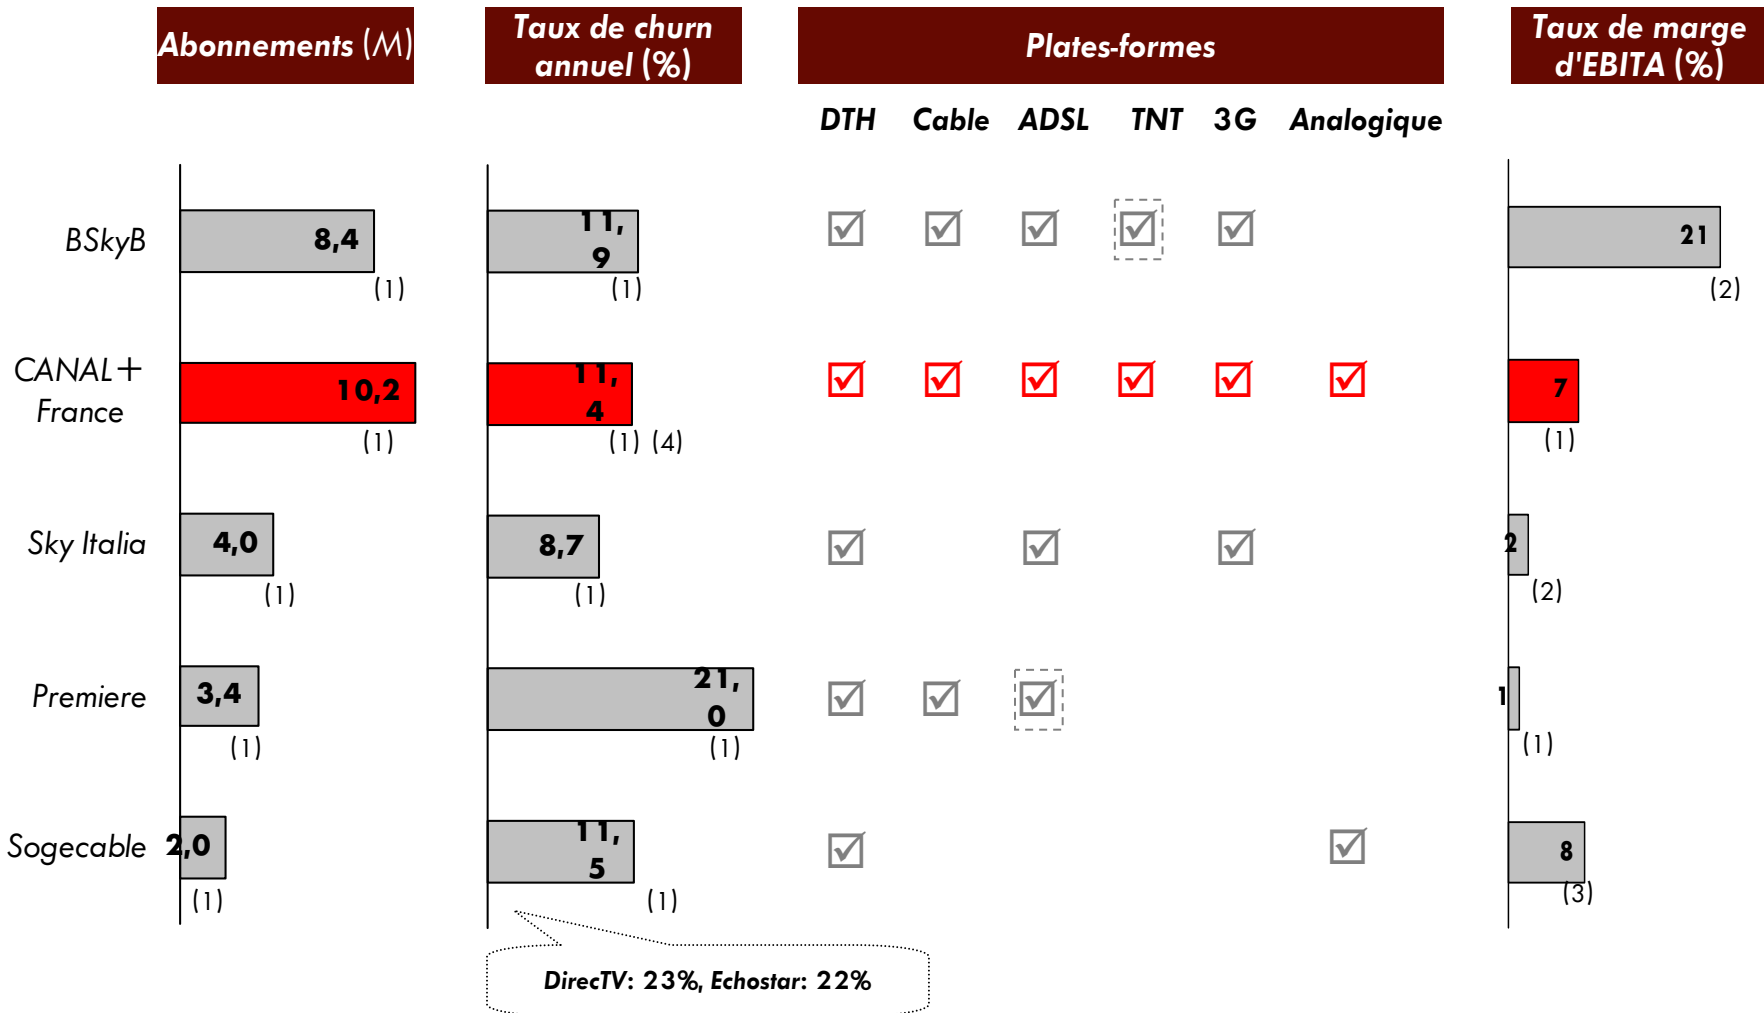 Abonnements (M)
Taux de churn
annuel (%)
Plates-formes
Taux de marge
d'EBITA (%)
DTH Cable ADSL TNT 3G Analogique
BSkyB
8,4
(1)
11,
9
(1)
21
(2)
CANAL+
France
10,2
(1)
11,
4
(1) (4)
7
(1)
Sky Italia
4,0
(1)
8,7
(1)
2
(2)
Premiere
3,4
(1)
21,
0
(1)
1
(1)
Sogecable
2,0
(1)
11,
5
(1)
8
(3)
DirecTV: 23%, Echostar: 22%